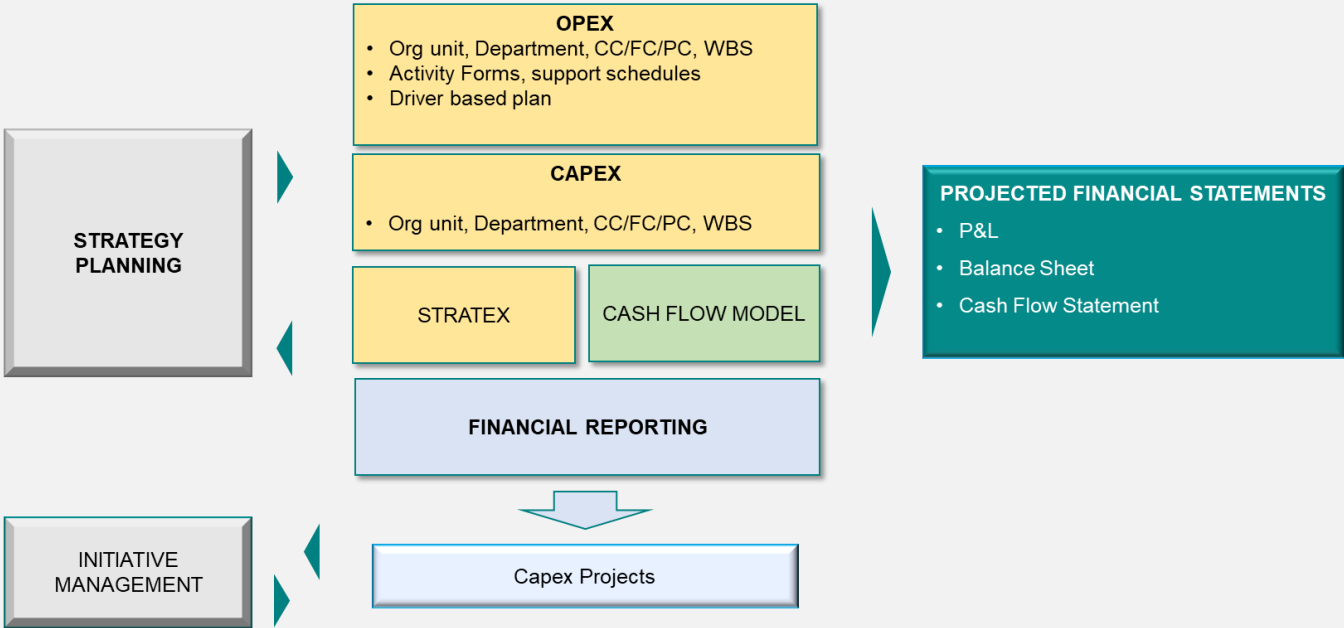 OPEX
• Org unit, Department, CC/FC/PC, WBS
• Activity Forms, support schedules
• Driver based plan
CAPEX
• Org unit, Department, CC/FC/PC, WBS
STRATEGY
PLANNING
STRATEX
CASH FLOW MODEL
PROJECTED FINANCIAL STATEMENTS
• P&L
• Balance Sheet
• Cash Flow Statement
FINANCIAL REPORTING
INITIATIVE
MANAGEMENT
Capex Projects